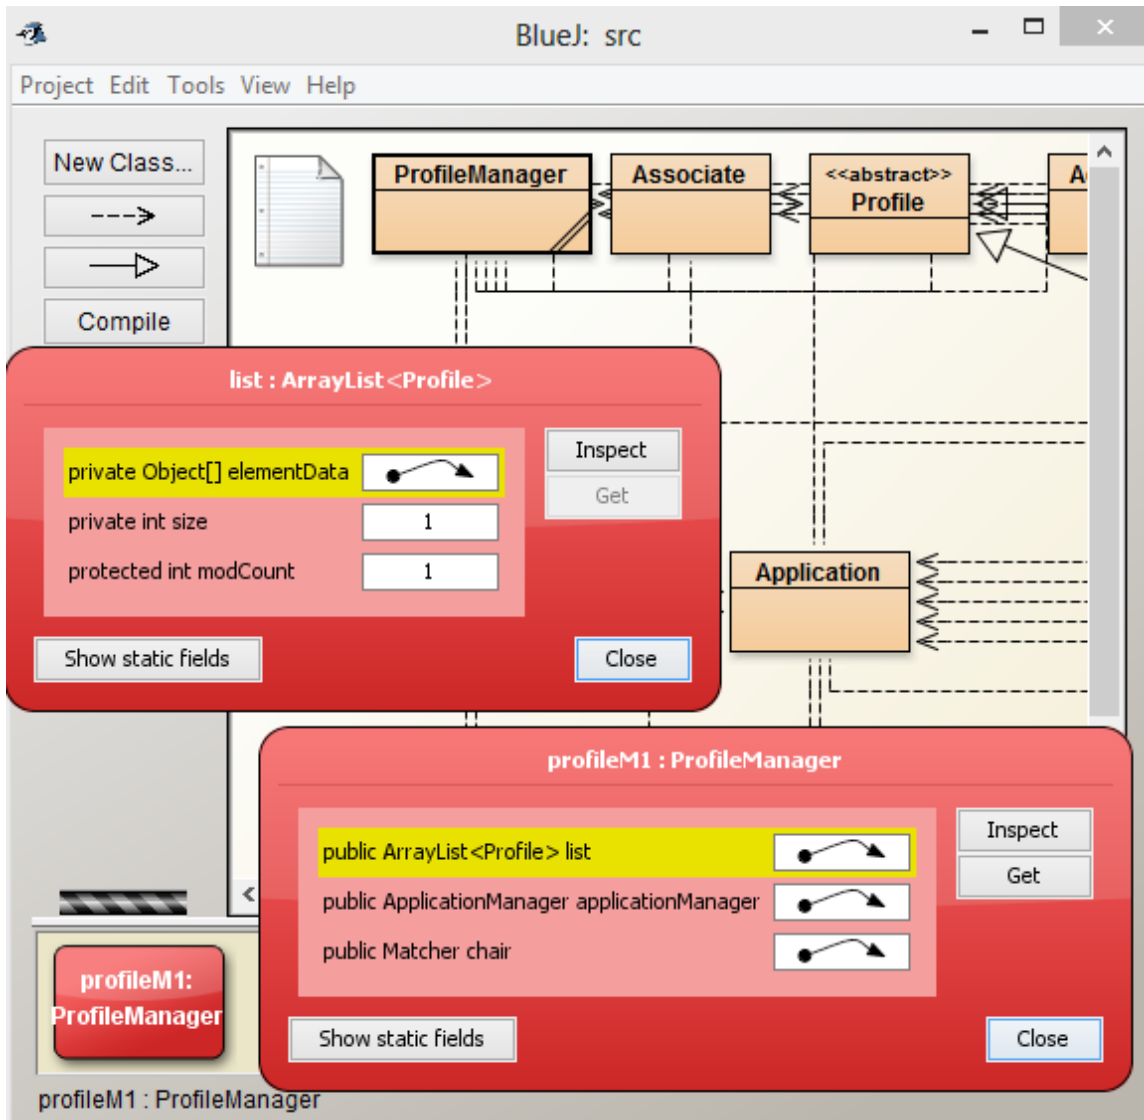 BlueJ: src
Project Edit Tools View Help
New Class...
Compile
ProfileManager
Associate
<<abstract>>
Profile
list : ArrayList<Profile>
private Object[] elementData
private int size 1
protected int modCount 1
Inspect
Get
Show static fields
Close
Application
profileM1 : ProfileManager
public ArrayList<Profile> list
public ApplicationManager applicationManager
public Matcher chair
Inspect
Get
Show static fields
Close
profileM1:
ProfileManager
profileM1 : ProfileManager